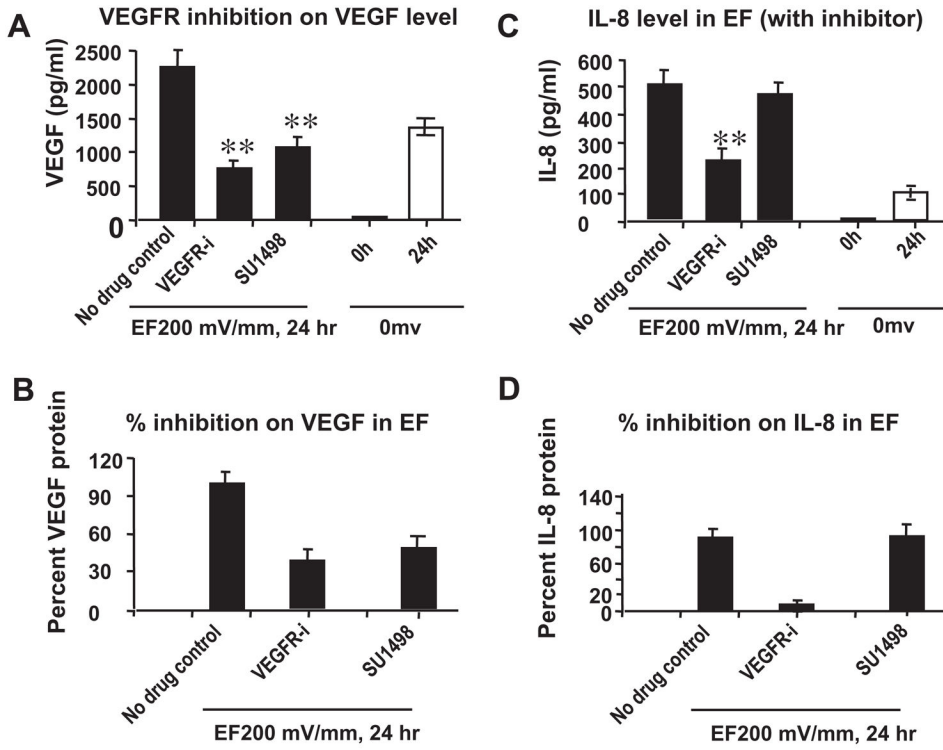 A
VEGFR inhibition on VEGF level
VEGF (pg/ml)
2500
2000
1500
1000
500
0
**
**
No drug control
VEGFR-i
SU1498
0h
24h
EF200 mV/mm, 24 hr
0mv
C
IL-8 level in EF (with inhibitor)
IL-8 (pg/ml)
600
500
400
300
200
100
0
**
No drug control
VEGFR-i
SU1498
0h
24h
EF200 mV/mm, 24 hr
0mv
B
% inhibition on VEGF in EF
Percent VEGF protein
120
90
60
30
0
No drug control
VEGFR-i
SU1498
EF200 mV/mm, 24 hr
D
% inhibition on IL-8 in EF
Percent IL-8 protein
140
100
60
20
0
No drug control
VEGFR-i
SU1498
EF200 mV/mm, 24 hr